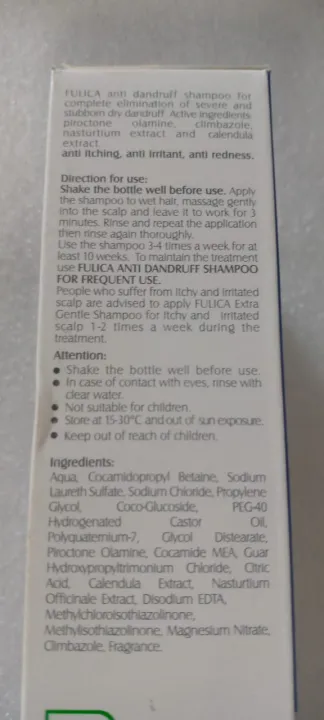 FULICA anti dandruff shampoo for
complete elimination of severe and
stubborn dry dandruff. Active ingredients:
piroctone olamine, climbazole,
nasturtium extract and calendula
extract
anti itching, anti irritant, anti redness.
Direction for use:
Shake the bottle well before use. Apply
the shampoo to wet hair, massage gently
into the scalp and leave it to work for 3
minutes. Rinse and repeat the application
then rinse again thoroughly.
Use the shampoo 3-4 times a week for at
least 10 weeks. To maintain the treatment
use FULICA ANTI DANDRUFF SHAMPOO
FOR FREQUENT USE.
People who suffer from itchy and irritated
scalp are advised to apply FULICA Extra
Gentle Shampoo for Itchy and Irritated
scalp 1-2 times a week during the
treatment.
Attention:
● Shake the bottle well before use.
● In case of contact with eyes, rinse with
clear water.
● Not suitable for children.
● Store at 15-30°C and out of sun exposure.
● Keep out of teach of children.
Ingredients:
Aqua, Cocamidopropyl Betaine, Sodium
Laureth Sulfate, Sodium Chloride, Propylene
Glycol, Coco-Glucoside, PEG-40
Hydrogenated Castor Oil,
Polyquaternium-7, Glycol Distearate,
Piroctone Olamine, Cocamide MEA, Guar
Hydroxypropyltrimonium Chloride, Citric
Acid, Calendula Extract, Nasturtium
Officinale Extract, Disodium EDTA,
Methylchloroisothiazolinone,
Methylisothiazolinone, Magnesium Nitrate,
Climbazole, Fragrance.